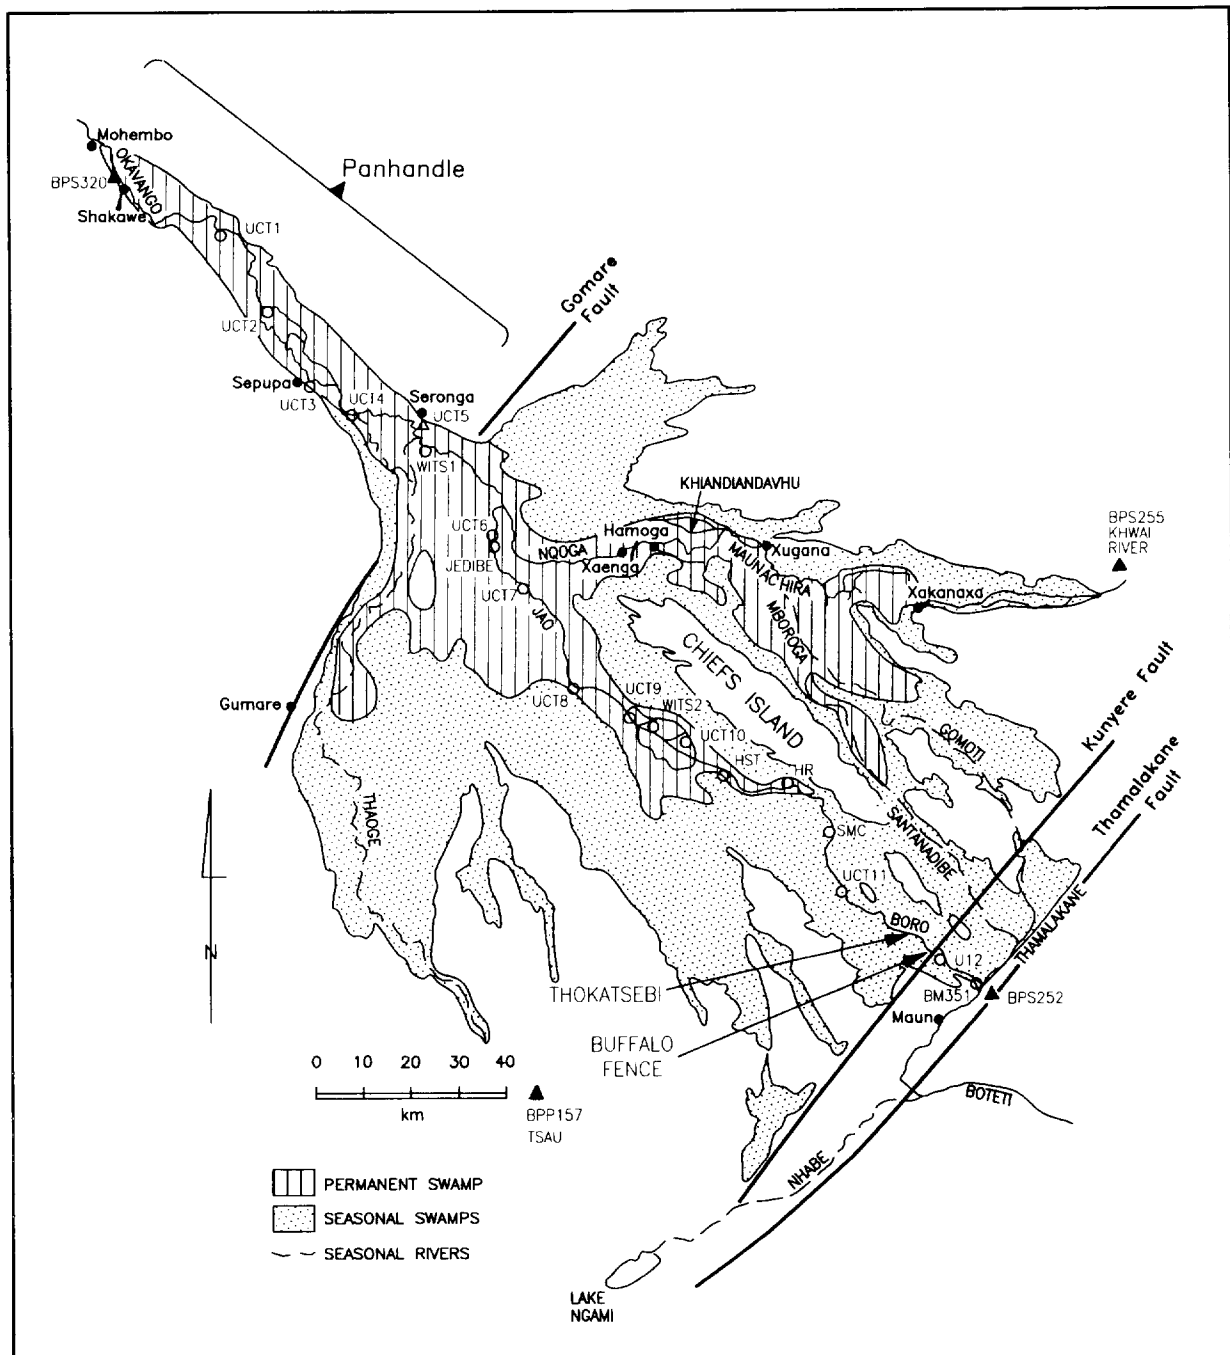 Mohembo
OKAVANGO
BPS320
Shakawe
Panhandle
UCT1
UCT2
Gomare
Fault
Sepupa
UCT3
UCT4
Seronga
UCT5
WITS1
KHIANDIANDAVHU
BPS255
KHWAI
RIVER
UCT6
JEDIBE
NQOGA
Hamoga
Xaenga
Xugana
MAUNACHIRA
Xakanaxa
UCT7
JAO
MBOROGA
CHIEFS ISLAND
Gumare
UCT8
UCT9
WITS2
UCT10
GOMOTI
Kunyere Fault
Thamalakane
Fault
HST
HR
THAOGE
SMC
SANTANADIBE
UCT11
BORO
THAMALAKANE
U12
THOKATSEBI
BM351
BPS252
Maun
BUFFALO
FENCE
N
0 10 20 30 40
km
BPP157
TSAU
BOTETI
NHABE
PERMANENT SWAMP
SEASONAL SWAMPS
SEASONAL RIVERS
LAKE
NGAMI